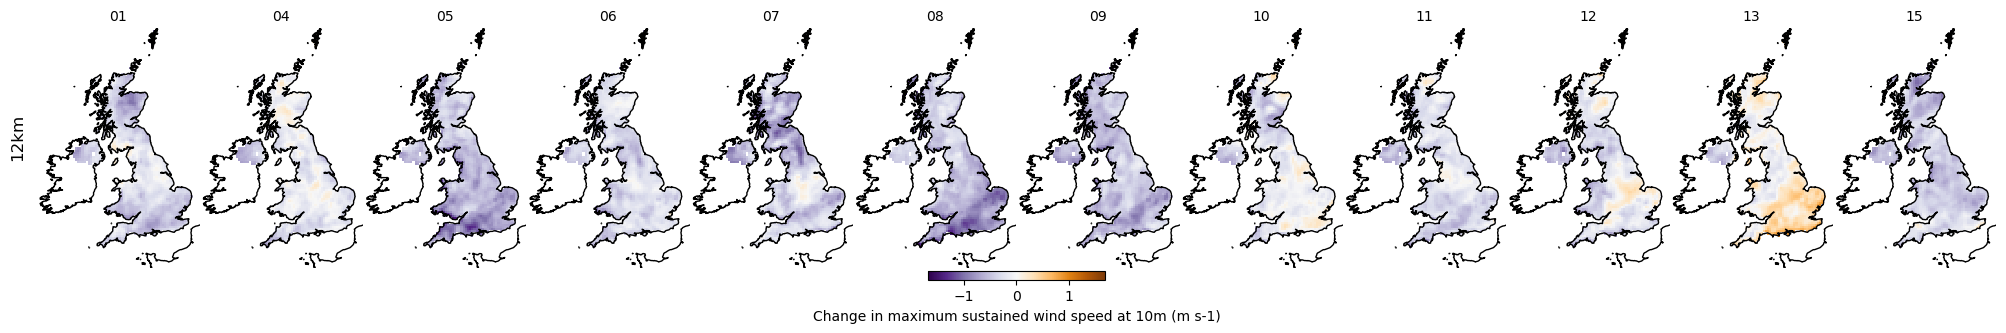 01 04 05 06 07 08 09 10 11 12 13 15
12km
−1 0 1
Change in maximum sustained wind speed at 10m (m s-1)